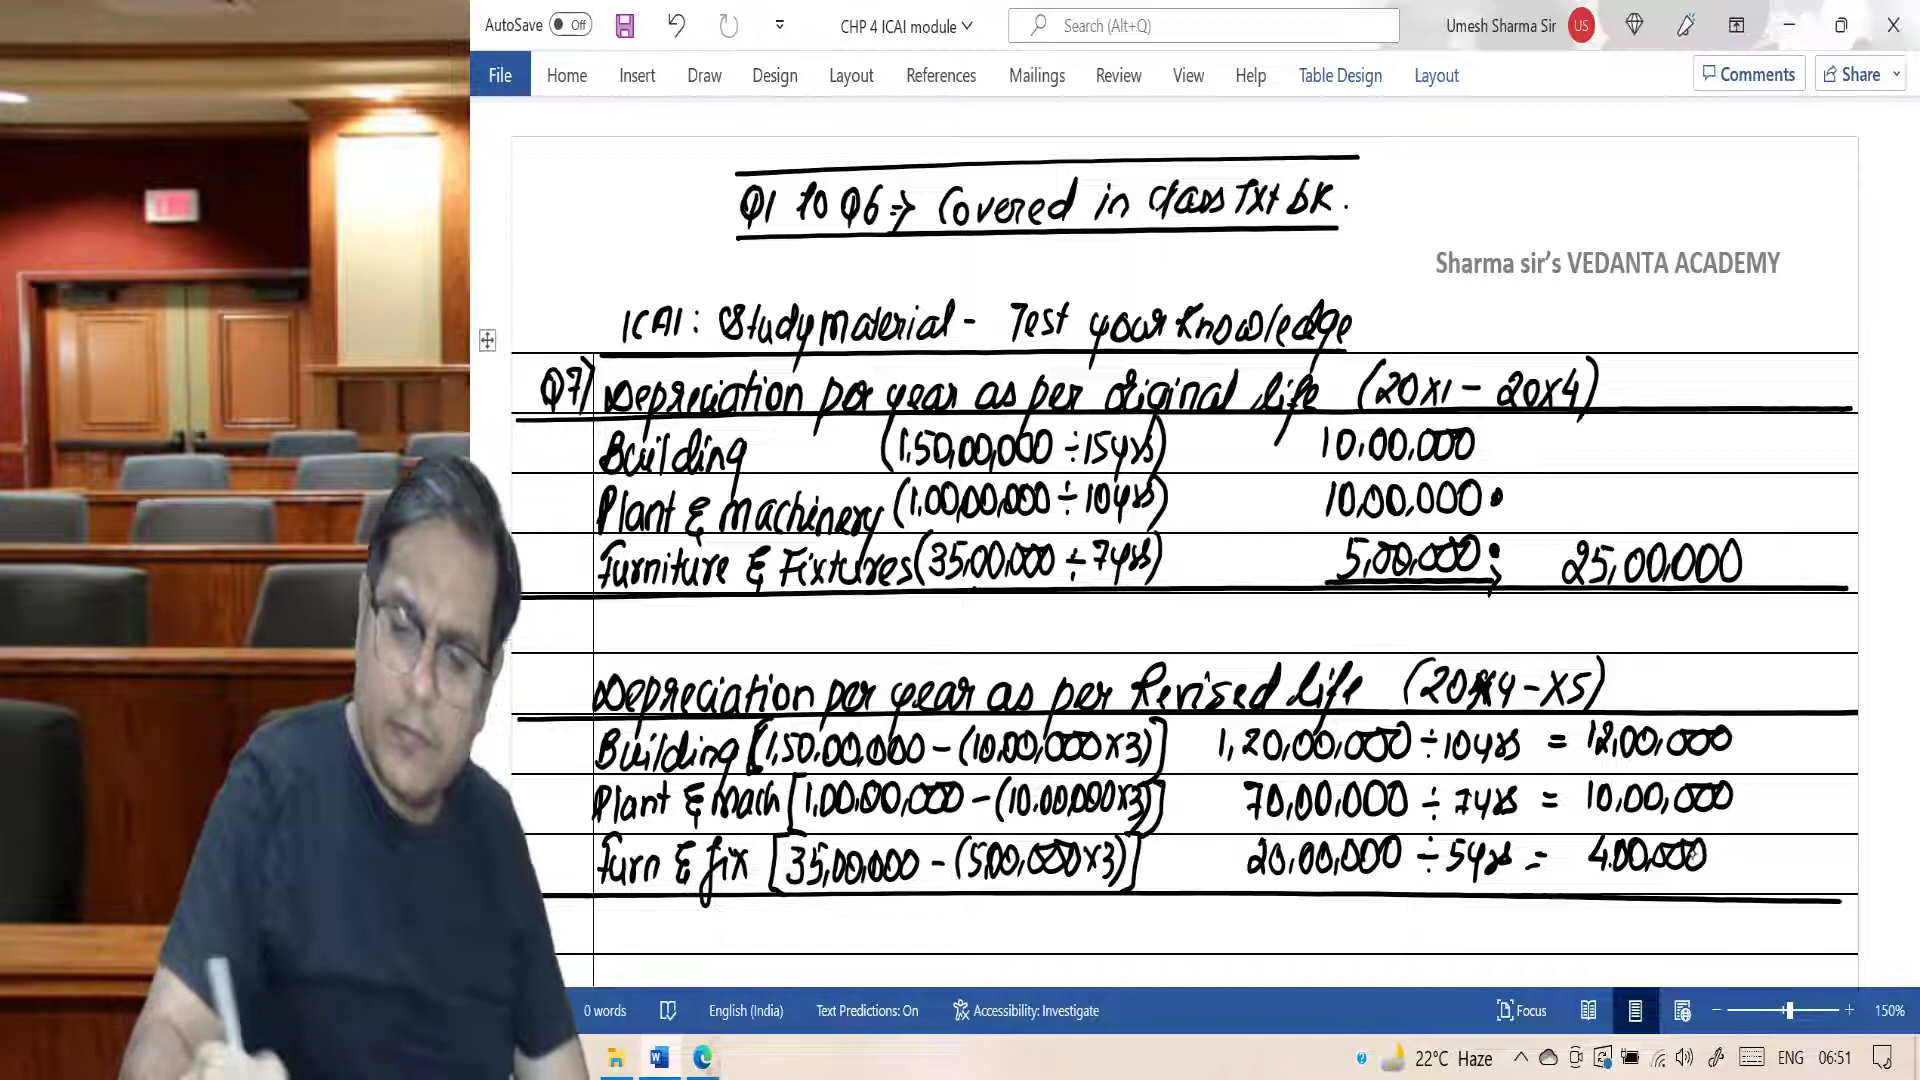 AutoSave Off CHP 4 ICAI module Search (Alt+Q) Umesh Sharma Sir US
File Home Insert Draw Design Layout References Mailings Review View Help Table Design Layout Comments Share
Q1 to Q6 ⇒ Covered in class Txt bk.
Sharma sir's VEDANTA ACADEMY
ICAI: Study Material - Test your Knowledge
Q7) Depreciation per year as per original life (20X1 - 20X4)
Building (1,50,00,000 ÷ 15yrs) 10,00,000
Plant & machinery (1,00,00,000 ÷ 10yrs) 10,00,000
Furniture & Fixtures (35,00,000 ÷ 7yrs) 5,00,000 25,00,000
Depreciation per year as per Revised Life (20X4 - X5)
Building [1,50,00,000 - (10,00,000 x 3)] 1,20,00,000 ÷ 10yrs = 12,00,000
Plant & Mach [1,00,00,000 - (10,00,000 x 3)] 70,00,000 ÷ 7yrs = 10,00,000
Furn & fix [35,00,000 - (5,00,000 x 3)] 20,00,000 ÷ 5yrs = 4,00,000
0 words English (India) Text Predictions: On Accessibility: Investigate Focus 150%
22°C Haze ENG 06:51